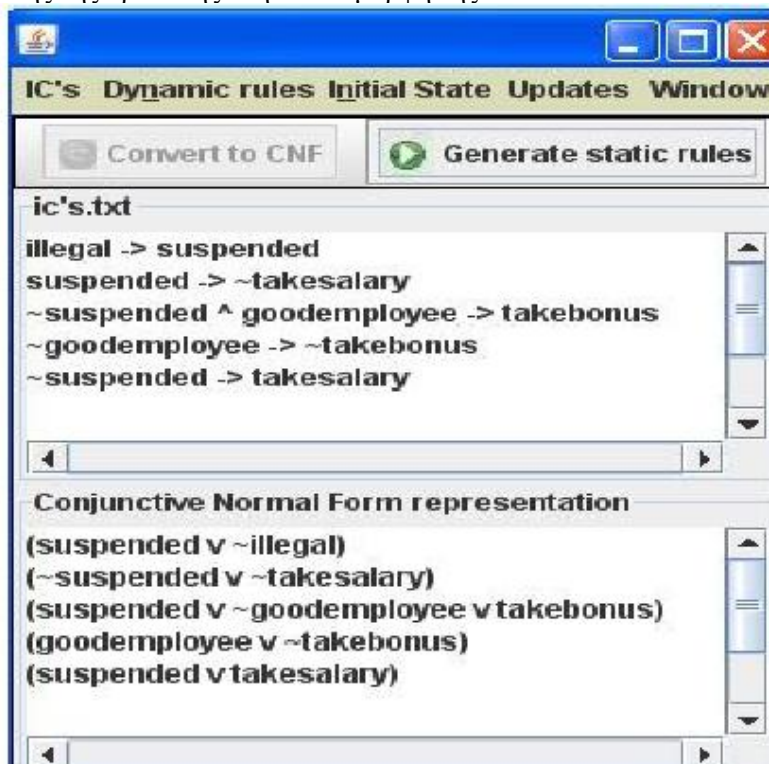 IC's Dynamic rules Initial State Updates Window
Convert to CNF Generate static rules
ic's.txt
illegal -> suspended
suspended -> ~takesalary
~suspended ^ goodemployee -> takebonus
~goodemployee -> ~takebonus
~suspended -> takesalary
Conjunctive Normal Form representation
(suspended v ~illegal)
(~suspended v ~takesalary)
(suspended v ~goodemployee v takebonus)
(goodemployee v ~takebonus)
(suspended v takesalary)